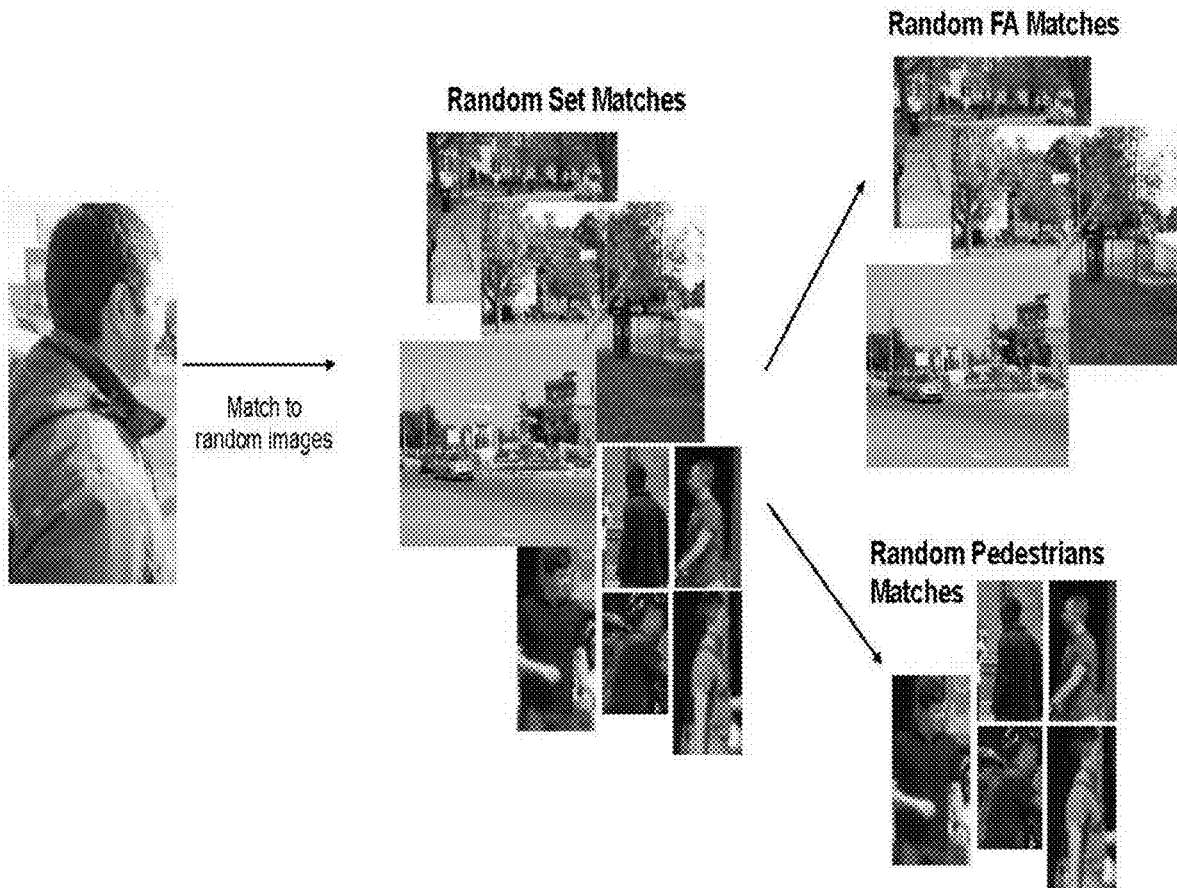 Random FA Matches
Random Set Matches
Match to
random images
Random Pedestrians
Matches